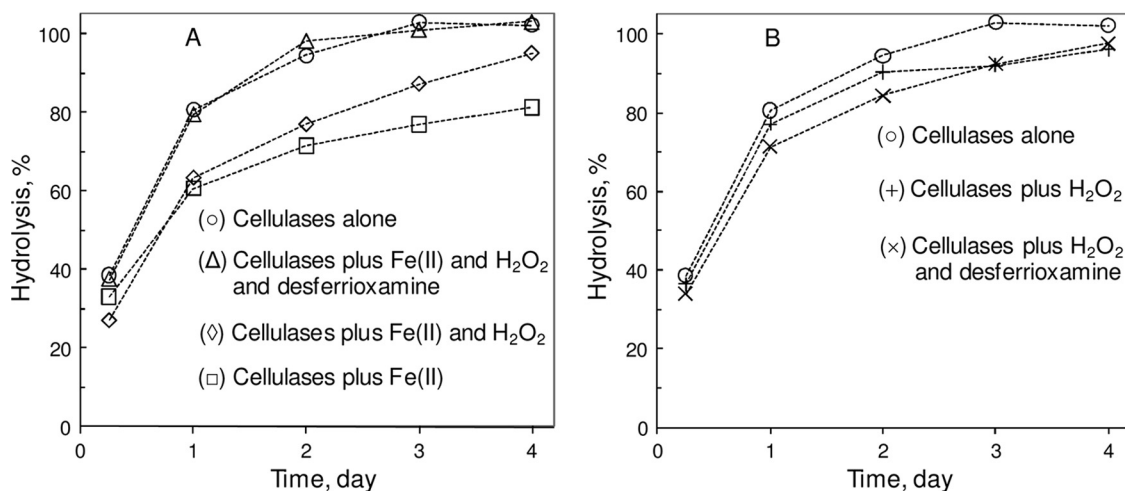 A
100
80
60
40
20
0
0
1
2
3
4
Hydrolysis, %
Time, day
(○) Cellulases alone
(△) Cellulases plus Fe(II) and H₂O₂
and desferrioxamine
(◇) Cellulases plus Fe(II) and H₂O₂
(□) Cellulases plus Fe(II)
B
100
80
60
40
20
0
0
1
2
3
4
Hydrolysis, %
Time, day
(○) Cellulases alone
(+) Cellulases plus H₂O₂
(×) Cellulases plus H₂O₂
and desferrioxamine